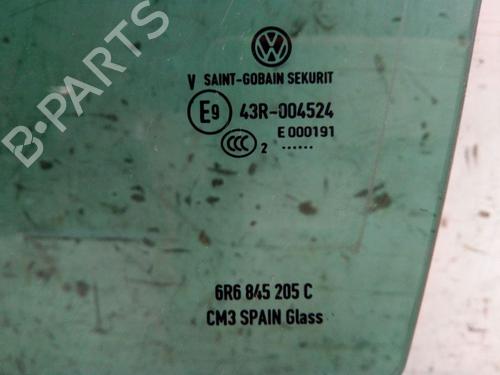 B-PARTS
VW
V SAINT-GOBAIN SEKURIT
E9 43R-004524
E 000191
CCC 2 ......
6R6 845 205 C
CM3 SPAIN Glass